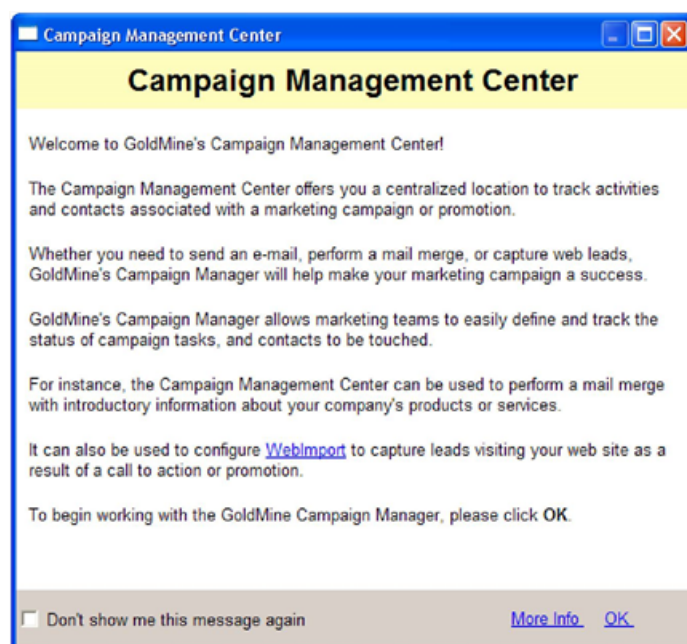 Campaign Management Center
Campaign Management Center
Welcome to GoldMine's Campaign Management Center!
The Campaign Management Center offers you a centralized location to track activities
and contacts associated with a marketing campaign or promotion.
Whether you need to send an e-mail, perform a mail merge, or capture web leads,
GoldMine's Campaign Manager will help make your marketing campaign a success.
GoldMine's Campaign Manager allows marketing teams to easily define and track the
status of campaign tasks, and contacts to be touched.
For instance, the Campaign Management Center can be used to perform a mail merge
with introductory information about your company's products or services.
It can also be used to configure WebImport to capture leads visiting your web site as a
result of a call to action or promotion.
To begin working with the GoldMine Campaign Manager, please click OK.
Don't show me this message again
More Info OK